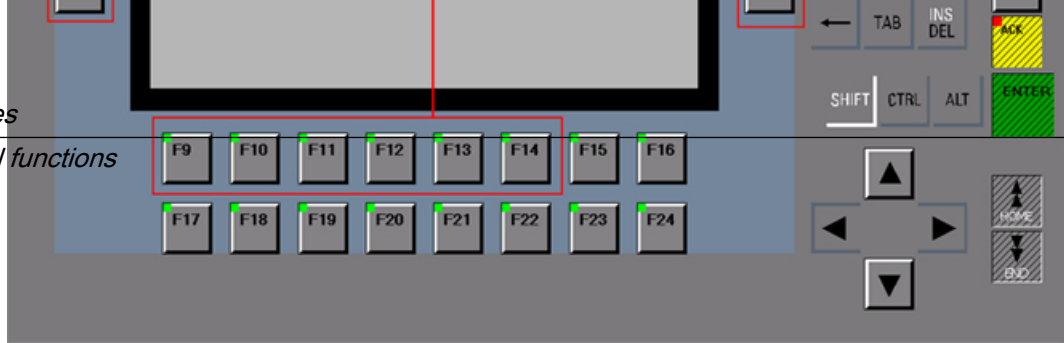 TAB
INS
DEL
ACK
es
SHIFT
CTRL
ALT
ENTER
functions
F9
F10
F11
F12
F13
F14
F15
F16
HOME
F17
F18
F19
F20
F21
F22
F23
F24
END